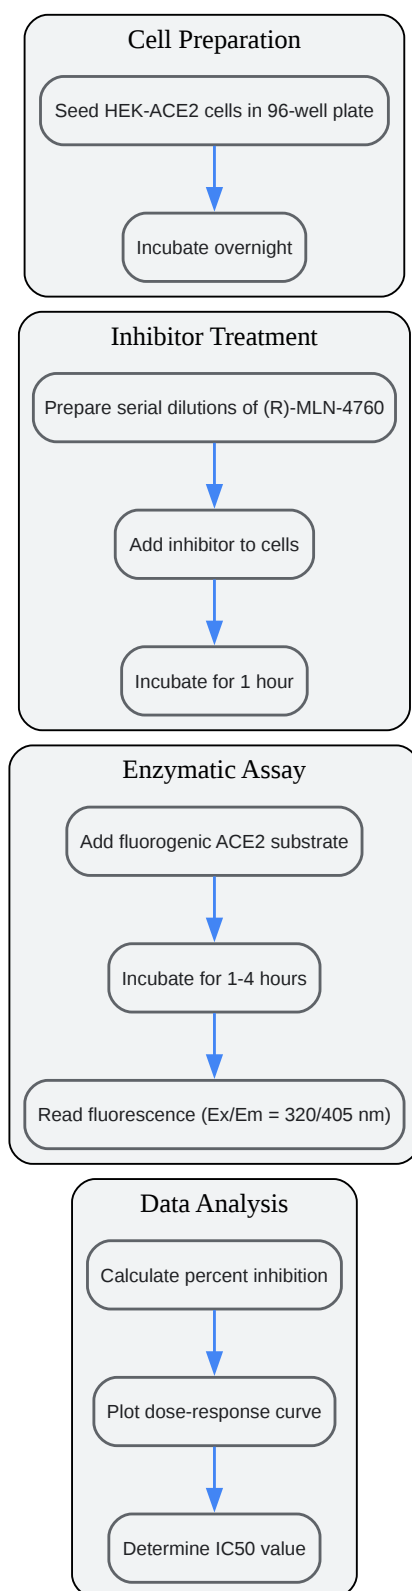 Cell Preparation
Seed HEK-ACE2 cells in 96-well plate
Incubate overnight
Inhibitor Treatment
Prepare serial dilutions of (R)-MLN-4760
Add inhibitor to cells
Incubate for 1 hour
Enzymatic Assay
Add fluorogenic ACE2 substrate
Incubate for 1-4 hours
Read fluorescence (Ex/Em = 320/405 nm)
Data Analysis
Calculate percent inhibition
Plot dose-response curve
Determine IC50 value